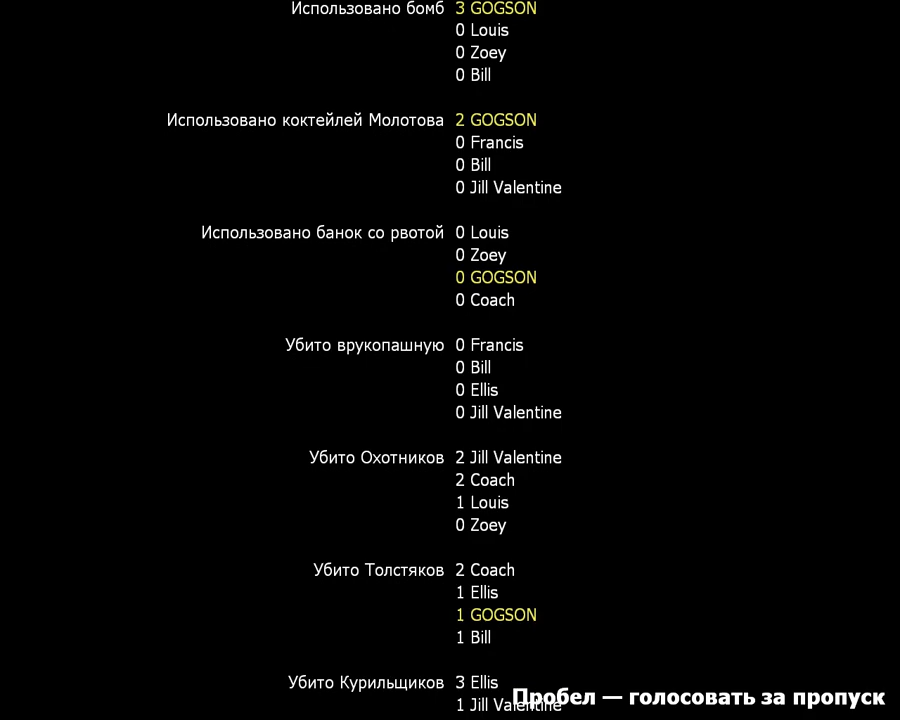 Использовано бомб 3 GOGSON
0 Louis
0 Zoey
0 Bill
Использовано коктейлей Молотова 2 GOGSON
0 Francis
0 Bill
0 Jill Valentine
Использовано банок со рвотой 0 Louis
0 Zoey
0 GOGSON
0 Coach
Убито врукопашную 0 Francis
0 Bill
0 Ellis
0 Jill Valentine
Убито Охотников 2 Jill Valentine
2 Coach
1 Louis
0 Zoey
Убито Толстяков 2 Coach
1 Ellis
1 GOGSON
1 Bill
Убито Курильщиков 3 Ellis
1 Jill Valentine
Пробел — голосовать за пропуск